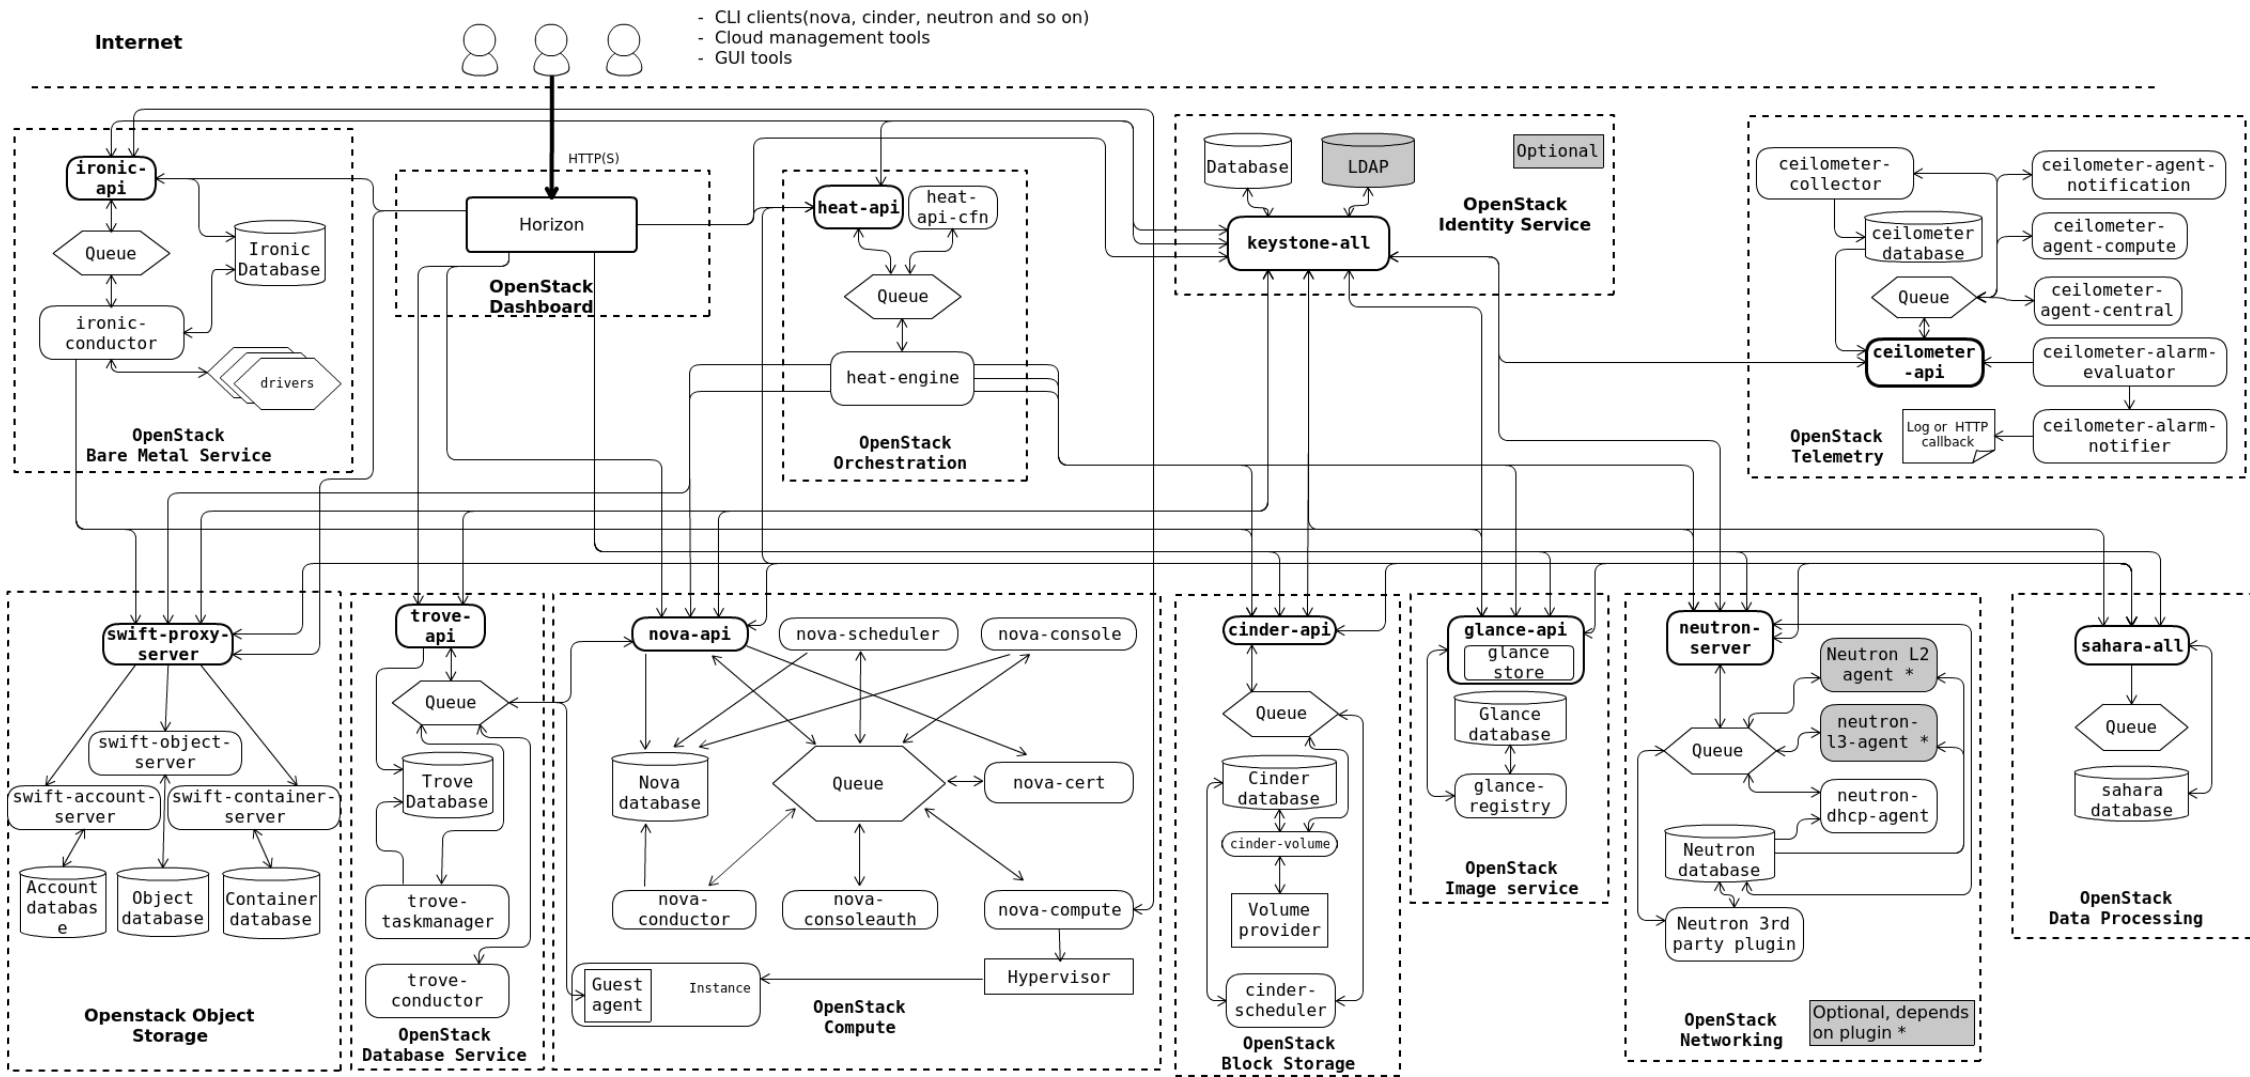 Internet
- CLI clients(nova, cinder, neutron and so on)
- Cloud management tools
- GUI tools
HTTP(S)
ironic-
api
Queue
Ironic
Database
ironic-
conductor
drivers
OpenStack
Bare Metal Service
Horizon
OpenStack
Dashboard
heat-api
heat-
api-cfn
Queue
heat-engine
OpenStack
Orchestration
Database
LDAP
Optional
OpenStack
Identity Service
keystone-all
ceilometer-
collector
ceilometer-agent-
notification
ceilometer
database
ceilometer-
agent-compute
Queue
ceilometer-
agent-central
ceilometer
-api
ceilometer-alarm-
evaluator
Log or HTTP
callback
ceilometer-alarm-
notifier
OpenStack
Telemetry
swift-proxy-
server
swift-object-
server
swift-account-
server
swift-container-
server
Account
databas
e
Object
database
Container
database
Openstack Object
Storage
trove-
api
Queue
Trove
Database
trove-
taskmanager
trove-
conductor
OpenStack
Database Service
nova-api
nova-scheduler
nova-console
Nova
database
Queue
nova-cert
nova-
conductor
nova-
consoleauth
nova-compute
Guest
agent
Instance
Hypervisor
OpenStack
Compute
cinder-api
Queue
Cinder
database
cinder-volume
Volume
provider
cinder-
scheduler
OpenStack
Block Storage
glance-api
glance
store
Glance
database
glance-
registry
OpenStack
Image service
neutron-
server
Neutron L2
agent *
neutron-
l3-agent *
Queue
neutron-
dhcp-agent
Neutron
database
Neutron 3rd
party plugin
OpenStack
Networking
Optional, depends
on plugin *
sahara-all
Queue
sahara
database
OpenStack
Data Processing